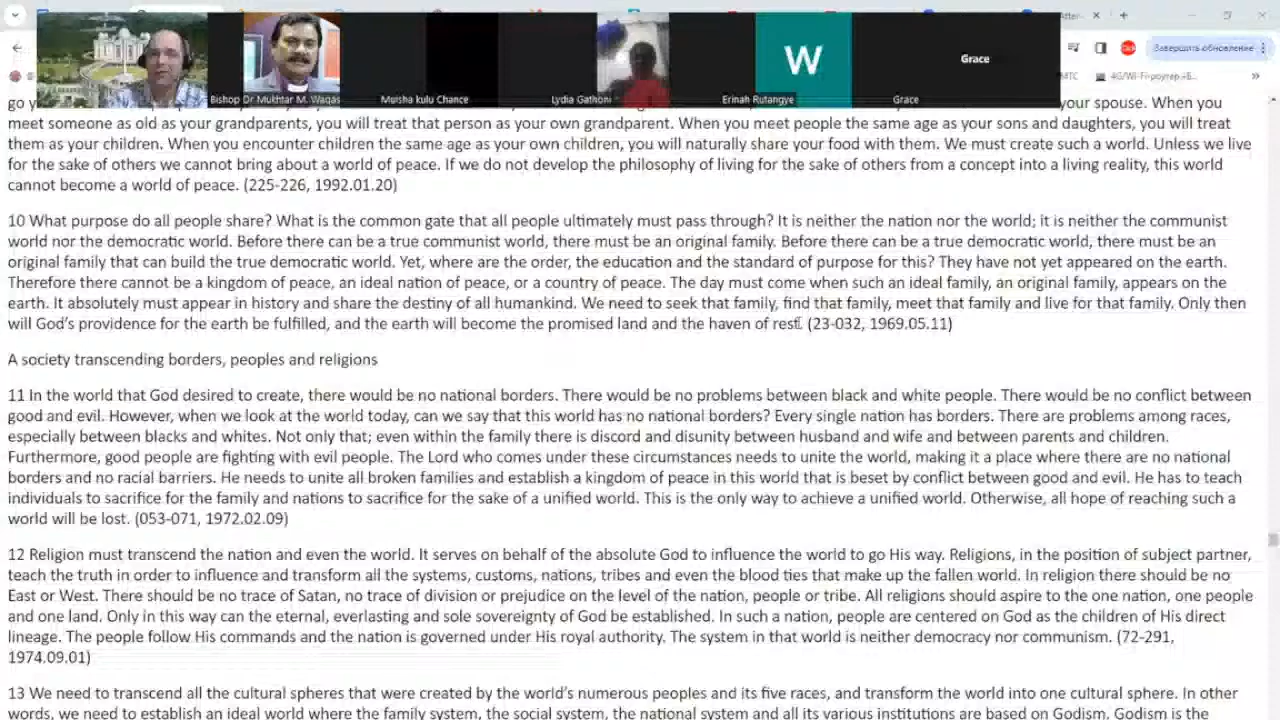 Завершить обновление
МТС
4G/Wi-Fi-роутер «Б...
Bishop Dr Mukhtar M. Waqas
Muisha kulu Chance
Lydia Gathoni
W
Erinah Rutangye
Grace
Grace
go your spouse. When you
meet someone as old as your grandparents, you will treat that person as your own grandparent. When you meet people the same age as your sons and daughters, you will treat
them as your children. When you encounter children the same age as your own children, you will naturally share your food with them. We must create such a world. Unless we live
for the sake of others we cannot bring about a world of peace. If we do not develop the philosophy of living for the sake of others from a concept into a living reality, this world
cannot become a world of peace. (225-226, 1992.01.20)
10 What purpose do all people share? What is the common gate that all people ultimately must pass through? It is neither the nation nor the world; it is neither the communist
world nor the democratic world. Before there can be a true communist world, there must be an original family. Before there can be a true democratic world, there must be an
original family that can build the true democratic world. Yet, where are the order, the education and the standard of purpose for this? They have not yet appeared on the earth.
Therefore there cannot be a kingdom of peace, an ideal nation of peace, or a country of peace. The day must come when such an ideal family, an original family, appears on the
earth. It absolutely must appear in history and share the destiny of all humankind. We need to seek that family, find that family, meet that family and live for that family. Only then
will God's providence for the earth be fulfilled, and the earth will become the promised land and the haven of rest. (23-032, 1969.05.11)
A society transcending borders, peoples and religions
11 In the world that God desired to create, there would be no national borders. There would be no problems between black and white people. There would be no conflict between
good and evil. However, when we look at the world today, can we say that this world has no national borders? Every single nation has borders. There are problems among races,
especially between blacks and whites. Not only that; even within the family there is discord and disunity between husband and wife and between parents and children.
Furthermore, good people are fighting with evil people. The Lord who comes under these circumstances needs to unite the world, making it a place where there are no national
borders and no racial barriers. He needs to unite all broken families and establish a kingdom of peace in this world that is beset by conflict between good and evil. He has to teach
individuals to sacrifice for the family and nations to sacrifice for the sake of a unified world. This is the only way to achieve a unified world. Otherwise, all hope of reaching such a
world will be lost. (053-071, 1972.02.09)
12 Religion must transcend the nation and even the world. It serves on behalf of the absolute God to influence the world to go His way. Religions, in the position of subject partner,
teach the truth in order to influence and transform all the systems, customs, nations, tribes and even the blood ties that make up the fallen world. In religion there should be no
East or West. There should be no trace of Satan, no trace of division or prejudice on the level of the nation, people or tribe. All religions should aspire to the one nation, one people
and one land. Only in this way can the eternal, everlasting and sole sovereignty of God be established. In such a nation, people are centered on God as the children of His direct
lineage. The people follow His commands and the nation is governed under His royal authority. The system in that world is neither democracy nor communism. (72-291,
1974.09.01)
13 We need to transcend all the cultural spheres that were created by the world's numerous peoples and its five races, and transform the world into one cultural sphere. In other
words, we need to establish an ideal world where the family system, the social system, the national system and all its various institutions are based on Godism. Godism is the